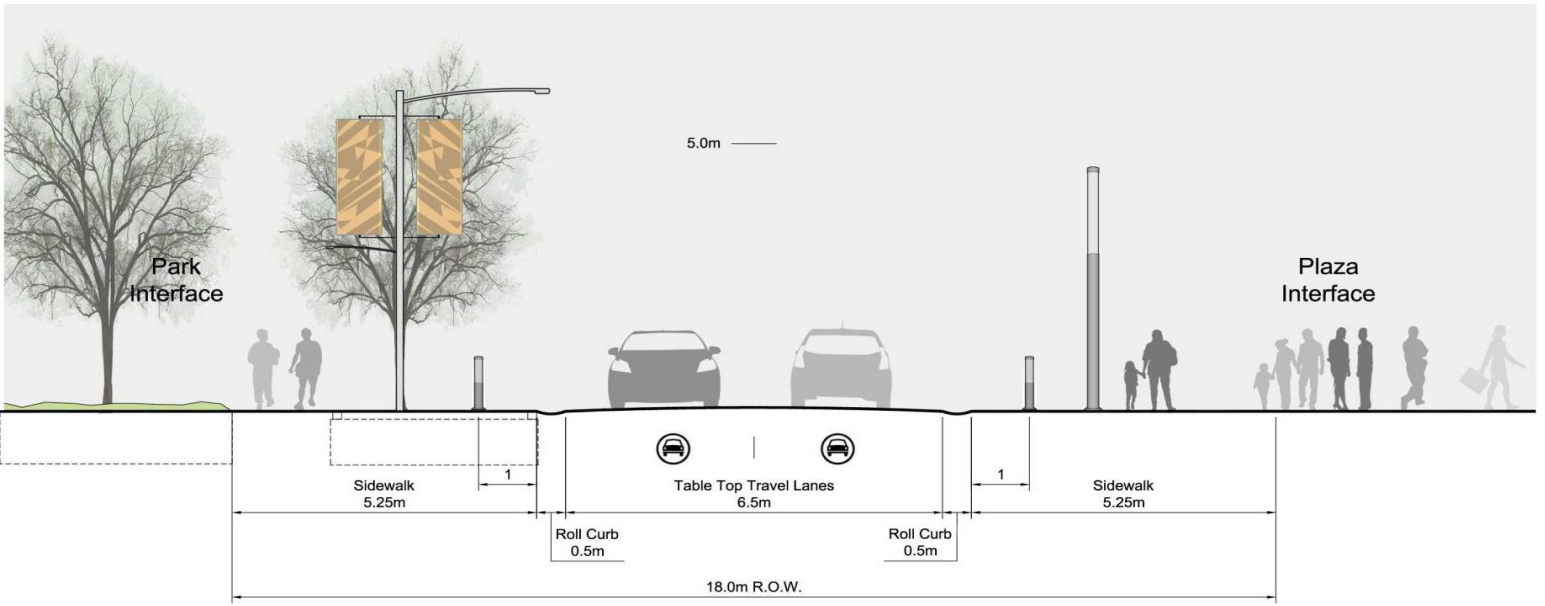 5.0m
Park
Interface
Plaza
Interface
1
1
Sidewalk
5.25m
Table Top Travel Lanes
6.5m
Sidewalk
5.25m
Roll Curb
0.5m
Roll Curb
0.5m
18.0m R.O.W.